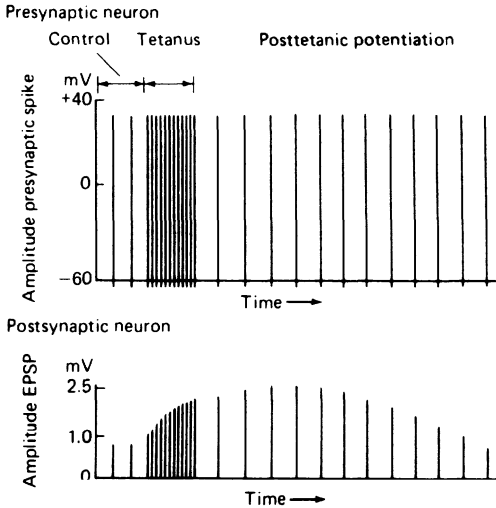 Presynaptic neuron
Control Tetanus Posttetanic potentiation
mV
+40
0
−60
Amplitude presynaptic spike
Time →
Postsynaptic neuron
mV
2.5
1.0
0
Amplitude EPSP
Time →